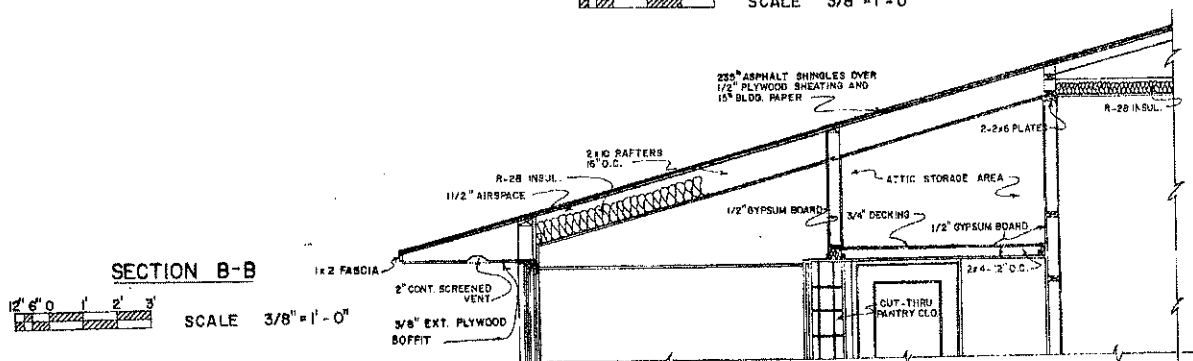 SCALE 3/8"=1'-0"
235# ASPHALT SHINGLES OVER
1/2" PLYWOOD SHEATING AND
15# BLDG. PAPER
R-28 INSUL.
2-2x6 PLATES
2x10 RAFTERS
16" O.C.
R-28 INSUL.
1 1/2" AIRSPACE
ATTIC STORAGE AREA
1/2" GYPSUM BOARD
3/4" DECKING
1/2" GYPSUM BOARD
2x4-12" O.C.
1x2 FASCIA
2" CONT. SCREENED
VENT
3/8" EXT. PLYWOOD
SOFFIT
CUT-THRU
PANTRY CLO.
SECTION B-B
12" 6" 0 1' 2' 3'
SCALE 3/8"=1'-0"